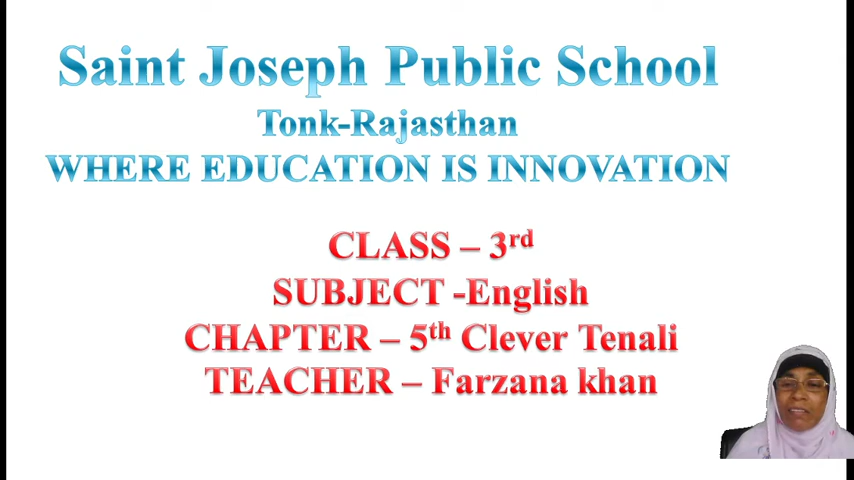 Saint Joseph Public School
Tonk-Rajasthan
WHERE EDUCATION IS INNOVATION
CLASS – 3rd
SUBJECT -English
CHAPTER – 5th Clever Tenali
TEACHER – Farzana khan